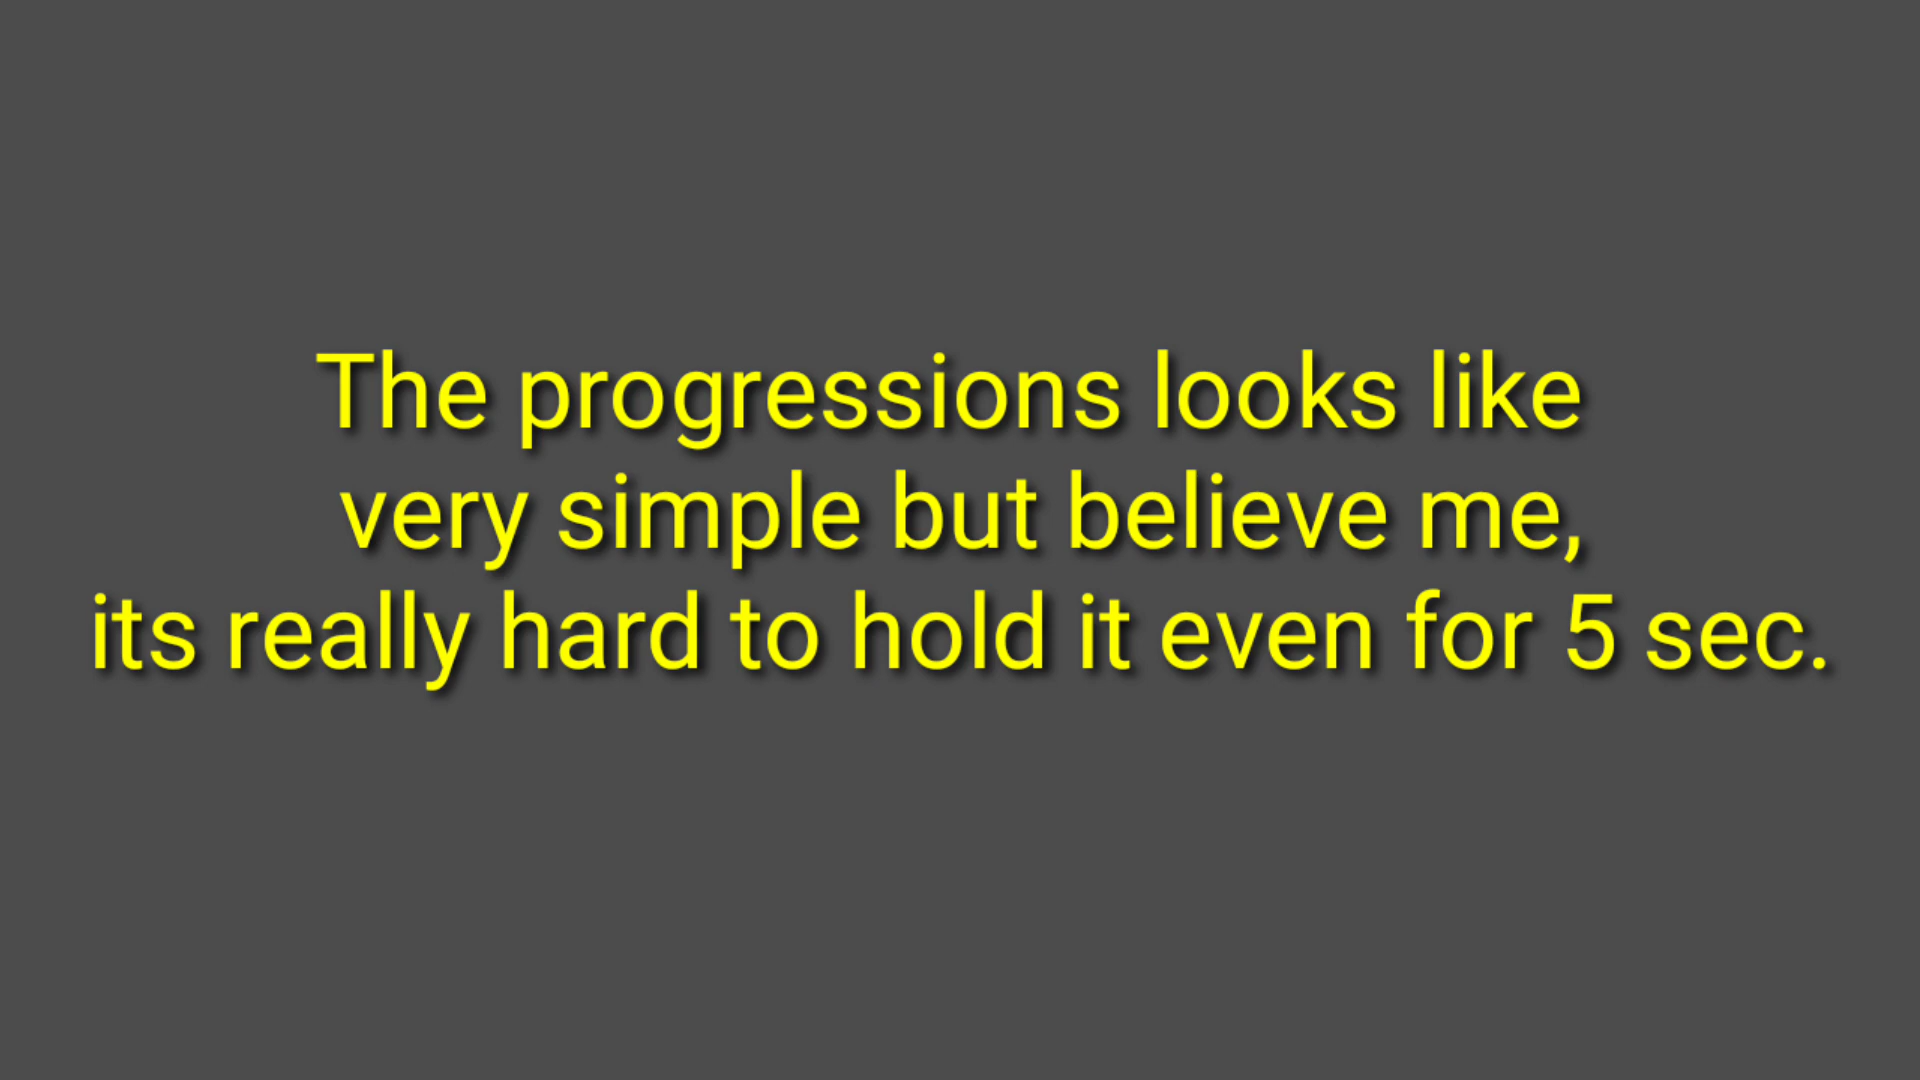 The progressions looks like
very simple but believe me,
its really hard to hold it even for 5 sec.